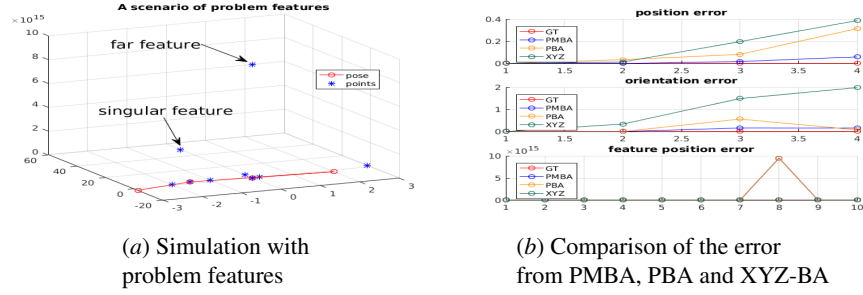 A scenario of problem features
×10^15
10
8
6
4
2
0
60
40
20
0
-20
-3
-2
-1
0
1
2
3
far feature
singular feature
pose
points
(a) Simulation with
problem features
position error
0.4
0.2
0
GT
PMBA
PBA
XYZ
1 1.5 2 2.5 3 3.5 4
orientation error
2
1
0
GT
PMBA
PBA
XYZ
1 1.5 2 2.5 3 3.5 4
feature position error
×10^15
10
5
0
GT
PMBA
PBA
XYZ
1 2 3 4 5 6 7 8 9 10
(b) Comparison of the error
from PMBA, PBA and XYZ-BA